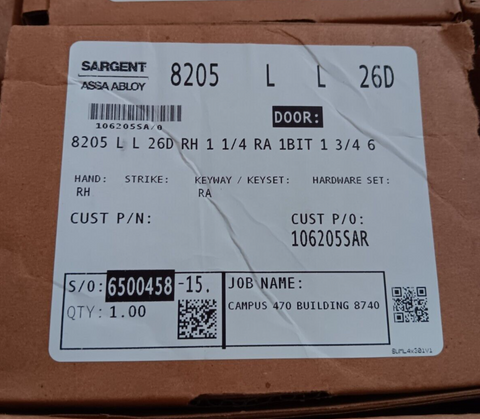 SARGENT 8205 L L 26D
ASSA ABLOY
106205SA/0 DOOR:
8205 L L 26D RH 1 1/4 RA 1BIT 1 3/4 6
HAND: STRIKE: KEYWAY / KEYSET: HARDWARE SET:
RH RA
CUST P/N: CUST P/O:
106205SAR
S/O: 6500458 -15. JOB NAME:
QTY: 1.00 CAMPUS 470 BUILDING 8740